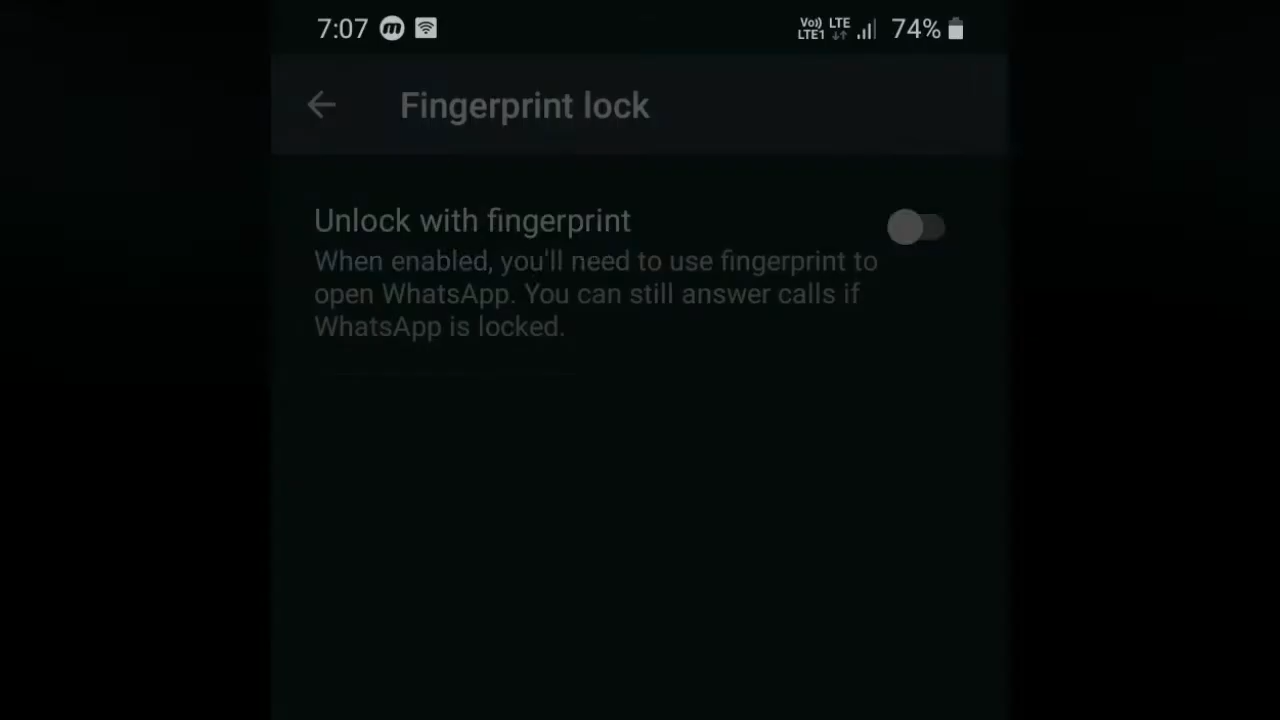 7:07 m Vo)) LTE 74%
LTE1
Fingerprint lock
Unlock with fingerprint
When enabled, you'll need to use fingerprint to
open WhatsApp. You can still answer calls if
WhatsApp is locked.